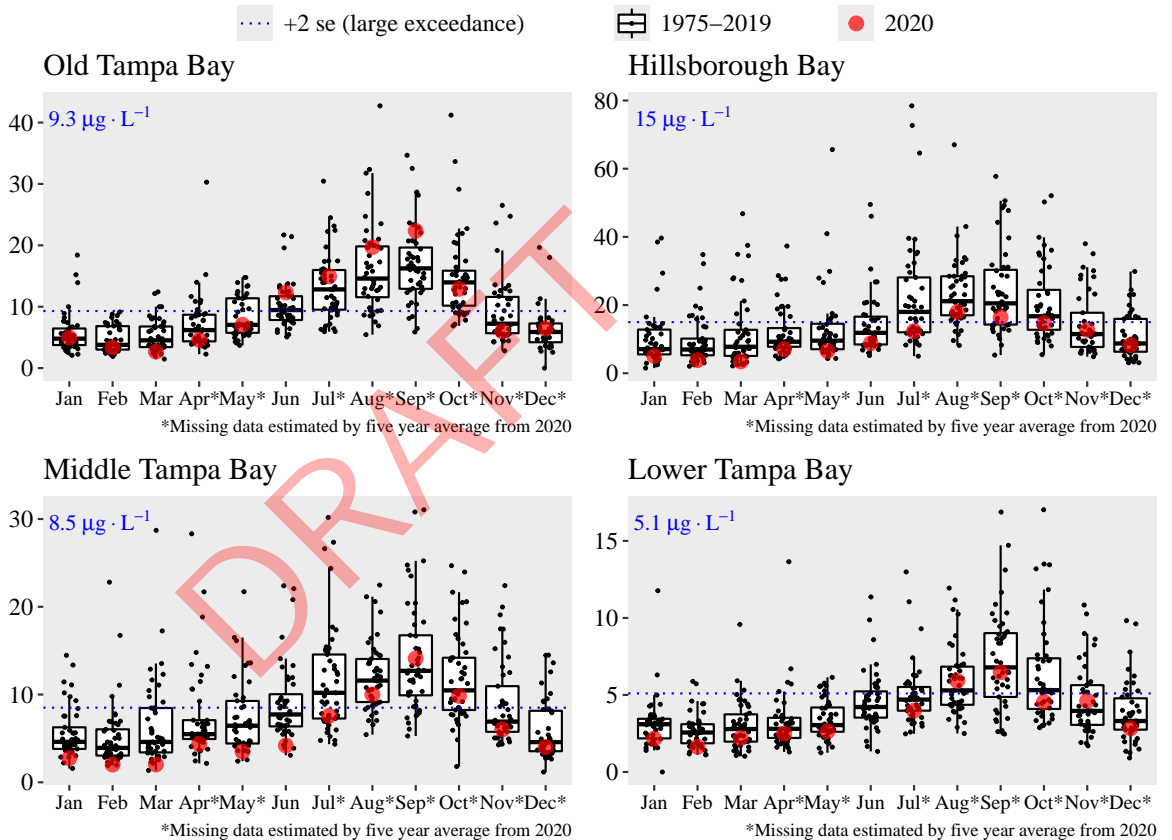 +2 se (large exceedance) 1975−2019 2020
Old Tampa Bay
9.3 μg ⋅ L−1
40
30
20
10
0
Jan Feb Mar Apr* May* Jun Jul* Aug* Sep* Oct* Nov* Dec*
*Missing data estimated by five year average from 2020
Hillsborough Bay
15 μg ⋅ L−1
80
60
40
20
0
Jan Feb Mar Apr* May* Jun Jul* Aug* Sep* Oct* Nov* Dec*
*Missing data estimated by five year average from 2020
Middle Tampa Bay
8.5 μg ⋅ L−1
30
20
10
0
Jan Feb Mar Apr* May* Jun Jul* Aug* Sep* Oct* Nov* Dec*
*Missing data estimated by five year average from 2020
Lower Tampa Bay
5.1 μg ⋅ L−1
15
10
5
0
Jan Feb Mar Apr* May* Jun Jul* Aug* Sep* Oct* Nov* Dec*
*Missing data estimated by five year average from 2020
DRAFT